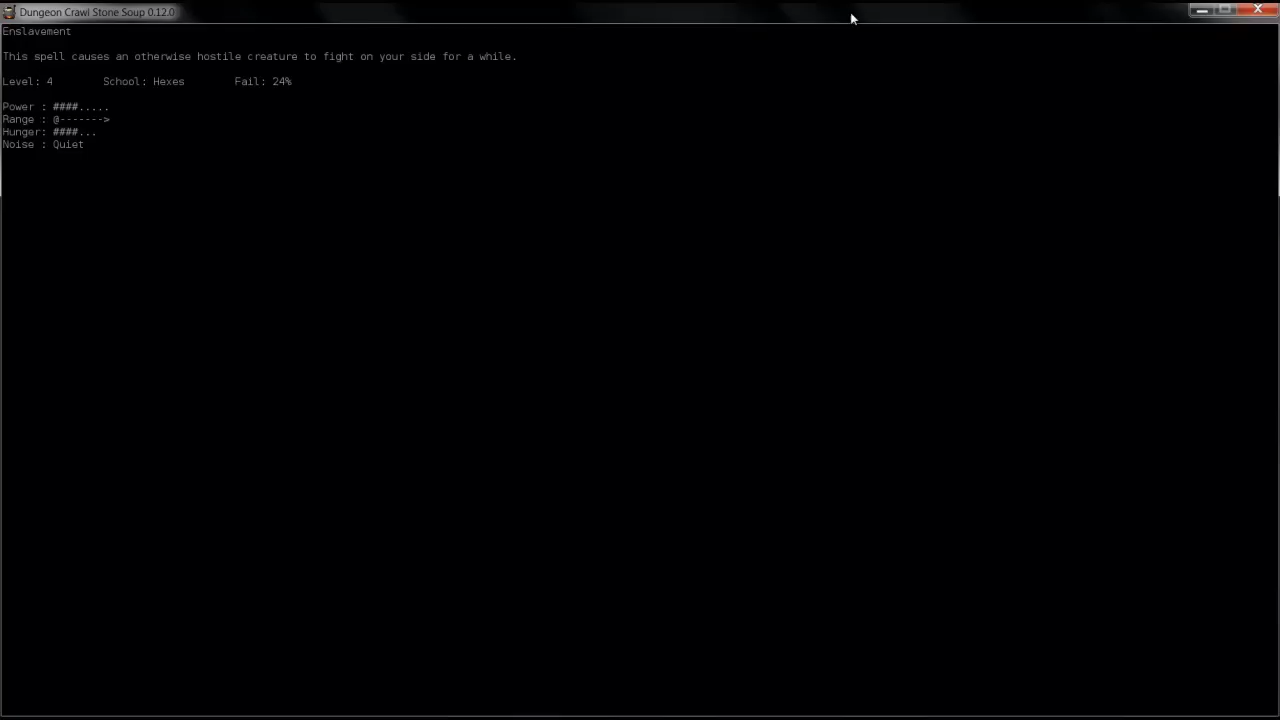 Dungeon Crawl Stone Soup 0.12.0
Enslavement
This spell causes an otherwise hostile creature to fight on your side for a while.
Level: 4 School: Hexes Fail: 24%
Power : ####.....
Range : @------->
Hunger: ####...
Noise : Quiet